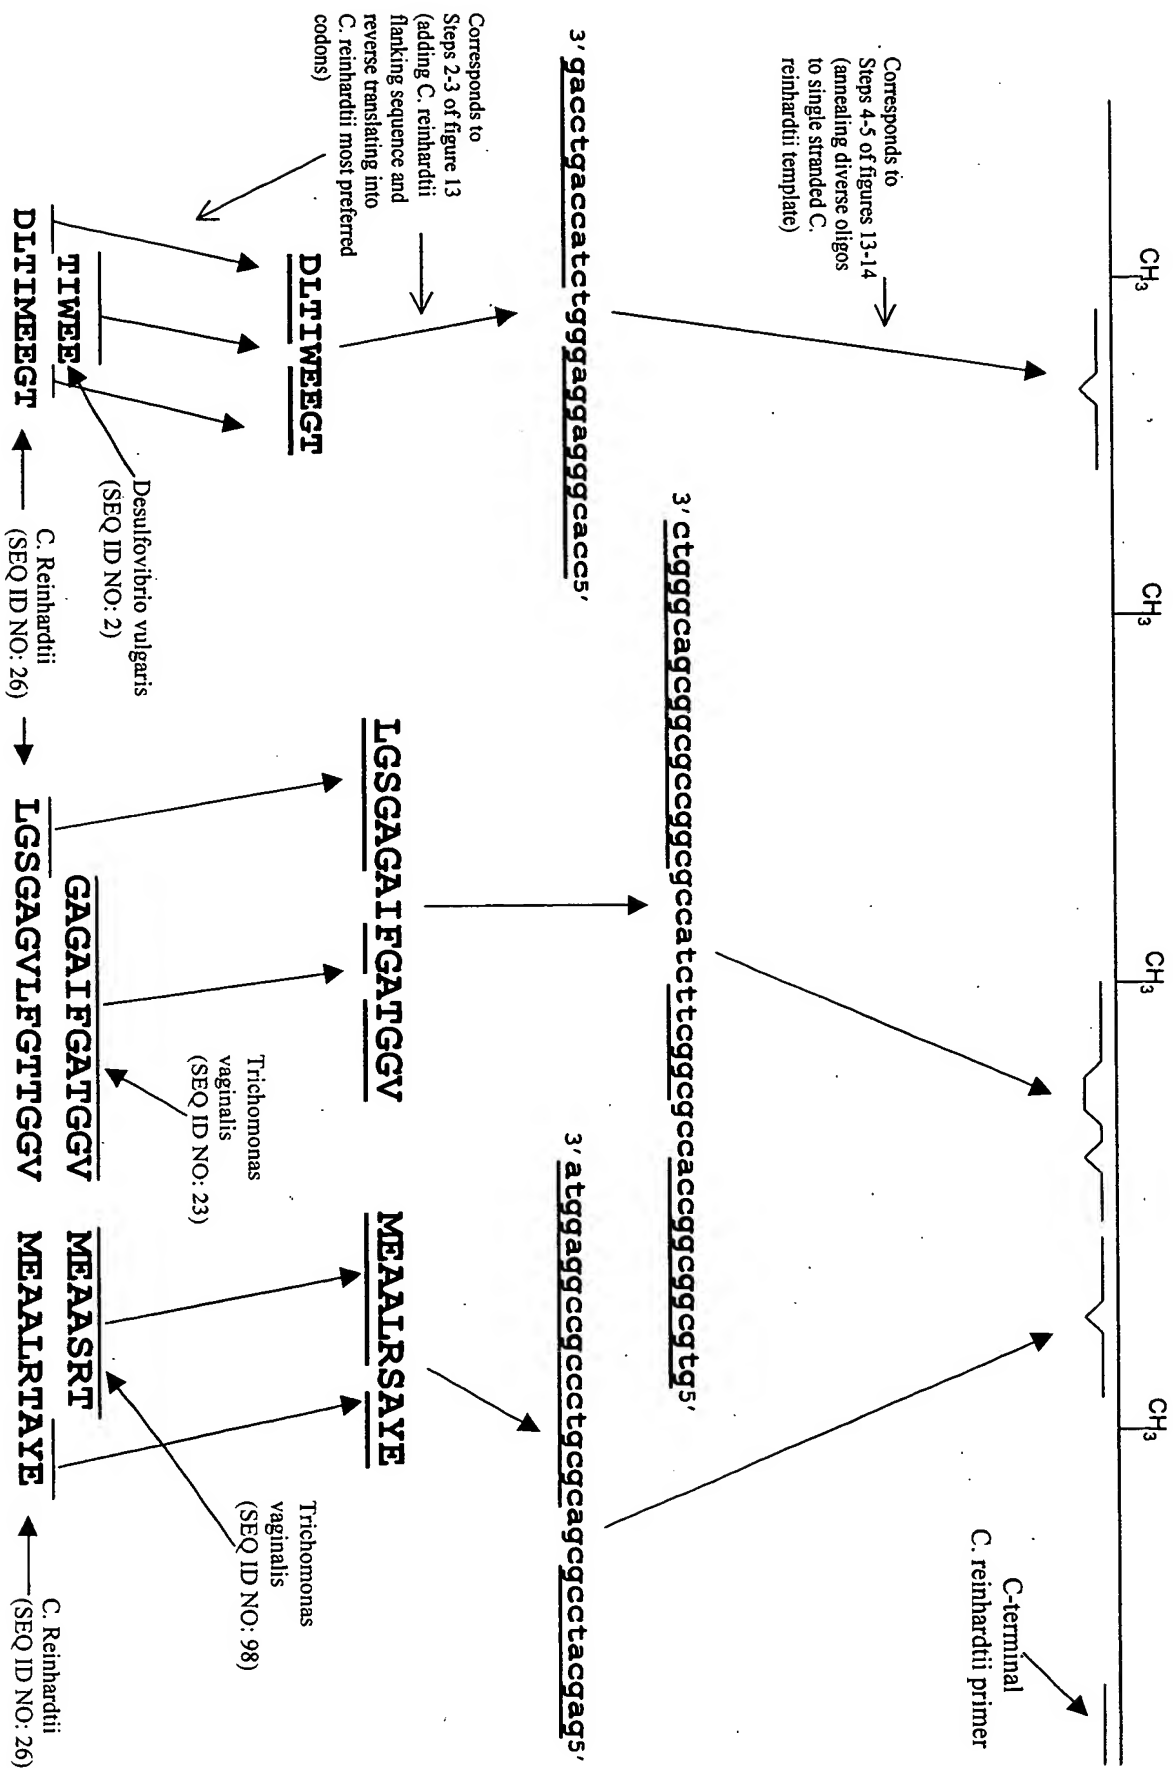 CH3
CH3
CH3
CH3
C-terminal
C. reinhardtii primer
Corresponds to
Steps 4-5 of figures 13-14
(annealing diverse oligos
to single stranded C.
reinhardtii template)
3'ctgggcagcggcgccggcgccatcttcggcgccaccggcggcgtg5'
3'gacctgaccatctgggaggagggcacc5'
3'atggaggccgccctgcgcagcgcctacgag5'
Corresponds to
Steps 2-3 of figure 13
(adding C. reinhardtii
flanking sequence and
reverse translating into
C. reinhardtii most preferred
codons)
DLTIWEEGT
LGSGAGAIFGATGGV
MEAALRSAYE
Trichomonas
vaginalis
(SEQ ID NO: 23)
Trichomonas
vaginalis
(SEQ ID NO: 98)
Desulfovibrio vulgaris
(SEQ ID NO: 2)
TIWEE
GAGAIFGATGGV
MEAASRT
DLTIMEEGT
C. Reinhardtii
(SEQ ID NO: 26)
LGSGAGVLFGTTGGV
MEAALRTAYE
C. Reinhardtii
(SEQ ID NO: 26)